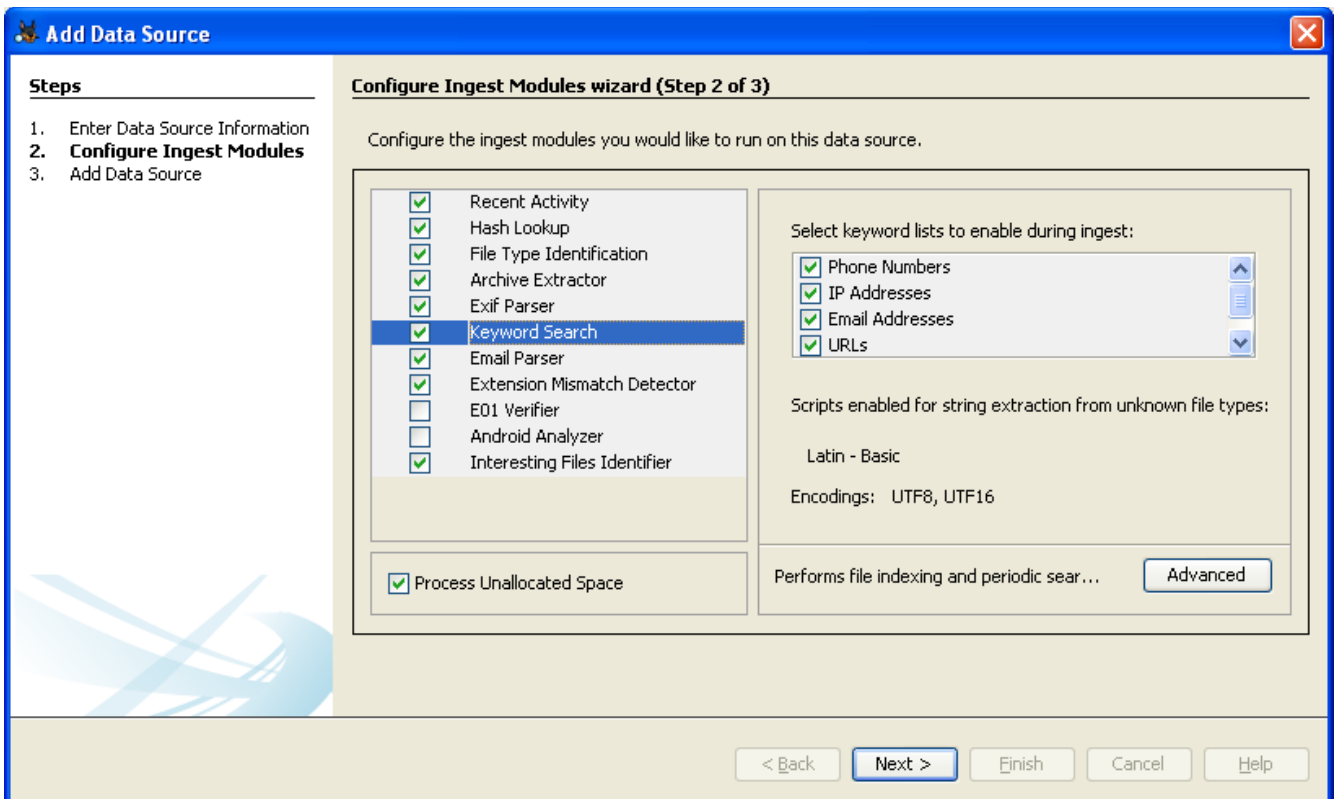 Add Data Source
Steps
1. Enter Data Source Information
2. Configure Ingest Modules
3. Add Data Source
Configure Ingest Modules wizard (Step 2 of 3)
Configure the ingest modules you would like to run on this data source.
Recent Activity
Hash Lookup
File Type Identification
Archive Extractor
Exif Parser
Keyword Search
Email Parser
Extension Mismatch Detector
E01 Verifier
Android Analyzer
Interesting Files Identifier
Process Unallocated Space
Select keyword lists to enable during ingest:
Phone Numbers
IP Addresses
Email Addresses
URLs
Scripts enabled for string extraction from unknown file types:
Latin - Basic
Encodings: UTF8, UTF16
Performs file indexing and periodic sear... Advanced
< Back Next > Finish Cancel Help